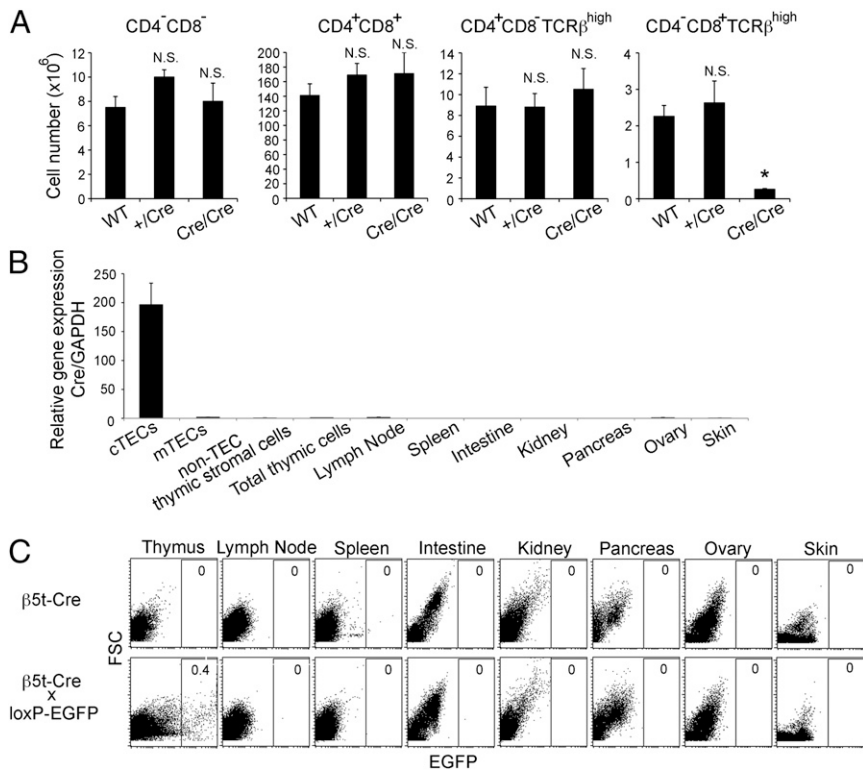 A
CD4⁻CD8⁻
CD4⁺CD8⁺
CD4⁺CD8⁻TCRβhigh
CD4⁻CD8⁺TCRβhigh
Cell number (x10⁶)
12
10
8
6
4
2
0
N.S.
N.S.
WT
+/Cre
Cre/Cre
200
180
160
140
120
100
80
60
40
20
0
N.S.
N.S.
WT
+/Cre
Cre/Cre
14
12
10
8
6
4
2
0
N.S.
N.S.
WT
+/Cre
Cre/Cre
4
3
2
1
0
N.S.
*
WT
+/Cre
Cre/Cre
B
Relative gene expression
Cre/GAPDH
250
200
150
100
50
0
cTECs
mTECs
non-TEC
thymic stromal cells
Total thymic cells
Lymph Node
Spleen
Intestine
Kidney
Pancreas
Ovary
Skin
C
Thymus Lymph Node Spleen Intestine Kidney Pancreas Ovary Skin
β5t-Cre
0 0 0 0 0 0 0 0
FSC
β5t-Cre
x
loxP-EGFP
0.4 0 0 0 0 0 0 0
EGFP